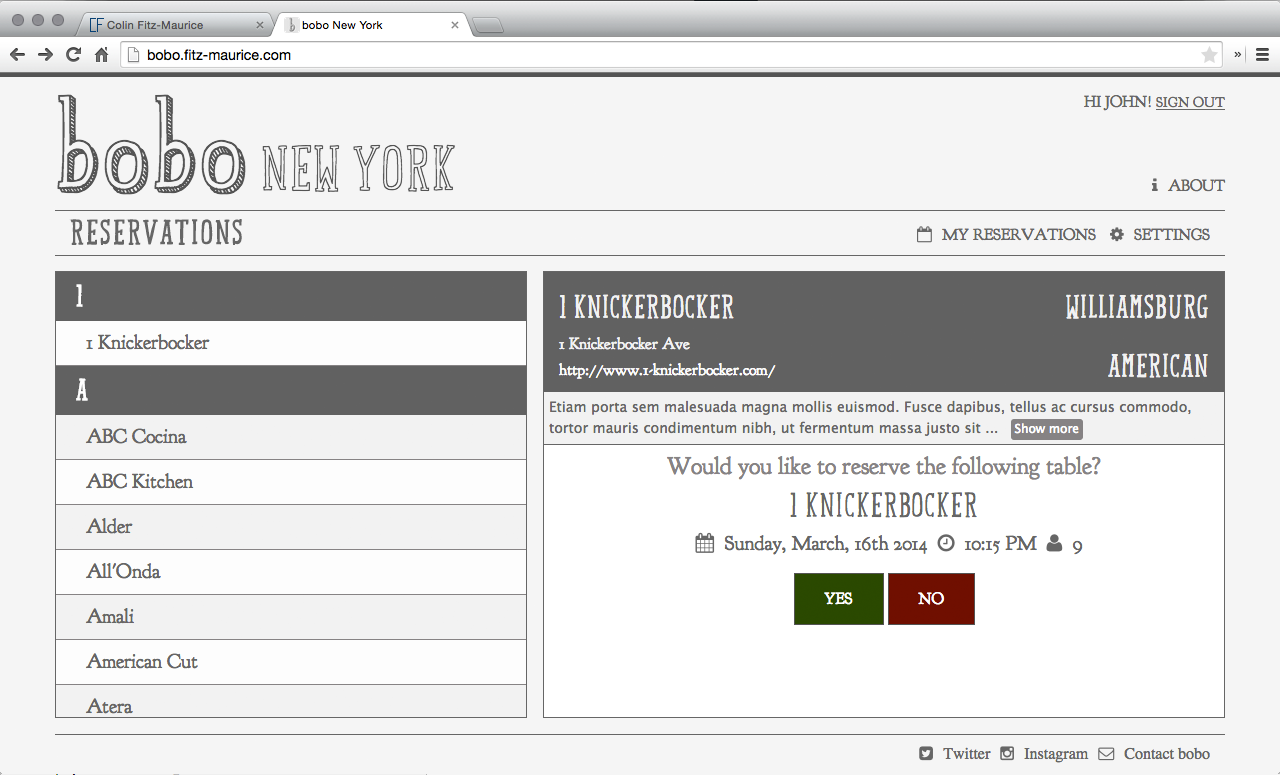 Colin Fitz-Maurice
bobo New York
bobo.fitz-maurice.com
HI JOHN! SIGN OUT
bobo NEW YORK
ABOUT
RESERVATIONS
MY RESERVATIONS SETTINGS
1
1 Knickerbocker
A
ABC Cocina
ABC Kitchen
Alder
All'Onda
Amali
American Cut
Atera
1 KNICKERBOCKER WILLIAMSBURG
1 Knickerbocker Ave
http://www.1-knickerbocker.com/ AMERICAN
Etiam porta sem malesuada magna mollis euismod. Fusce dapibus, tellus ac cursus commodo,
tortor mauris condimentum nibh, ut fermentum massa justo sit ... Show more
Would you like to reserve the following table?
1 KNICKERBOCKER
Sunday, March, 16th 2014 10:15 PM 9
YES NO
Twitter Instagram Contact bobo